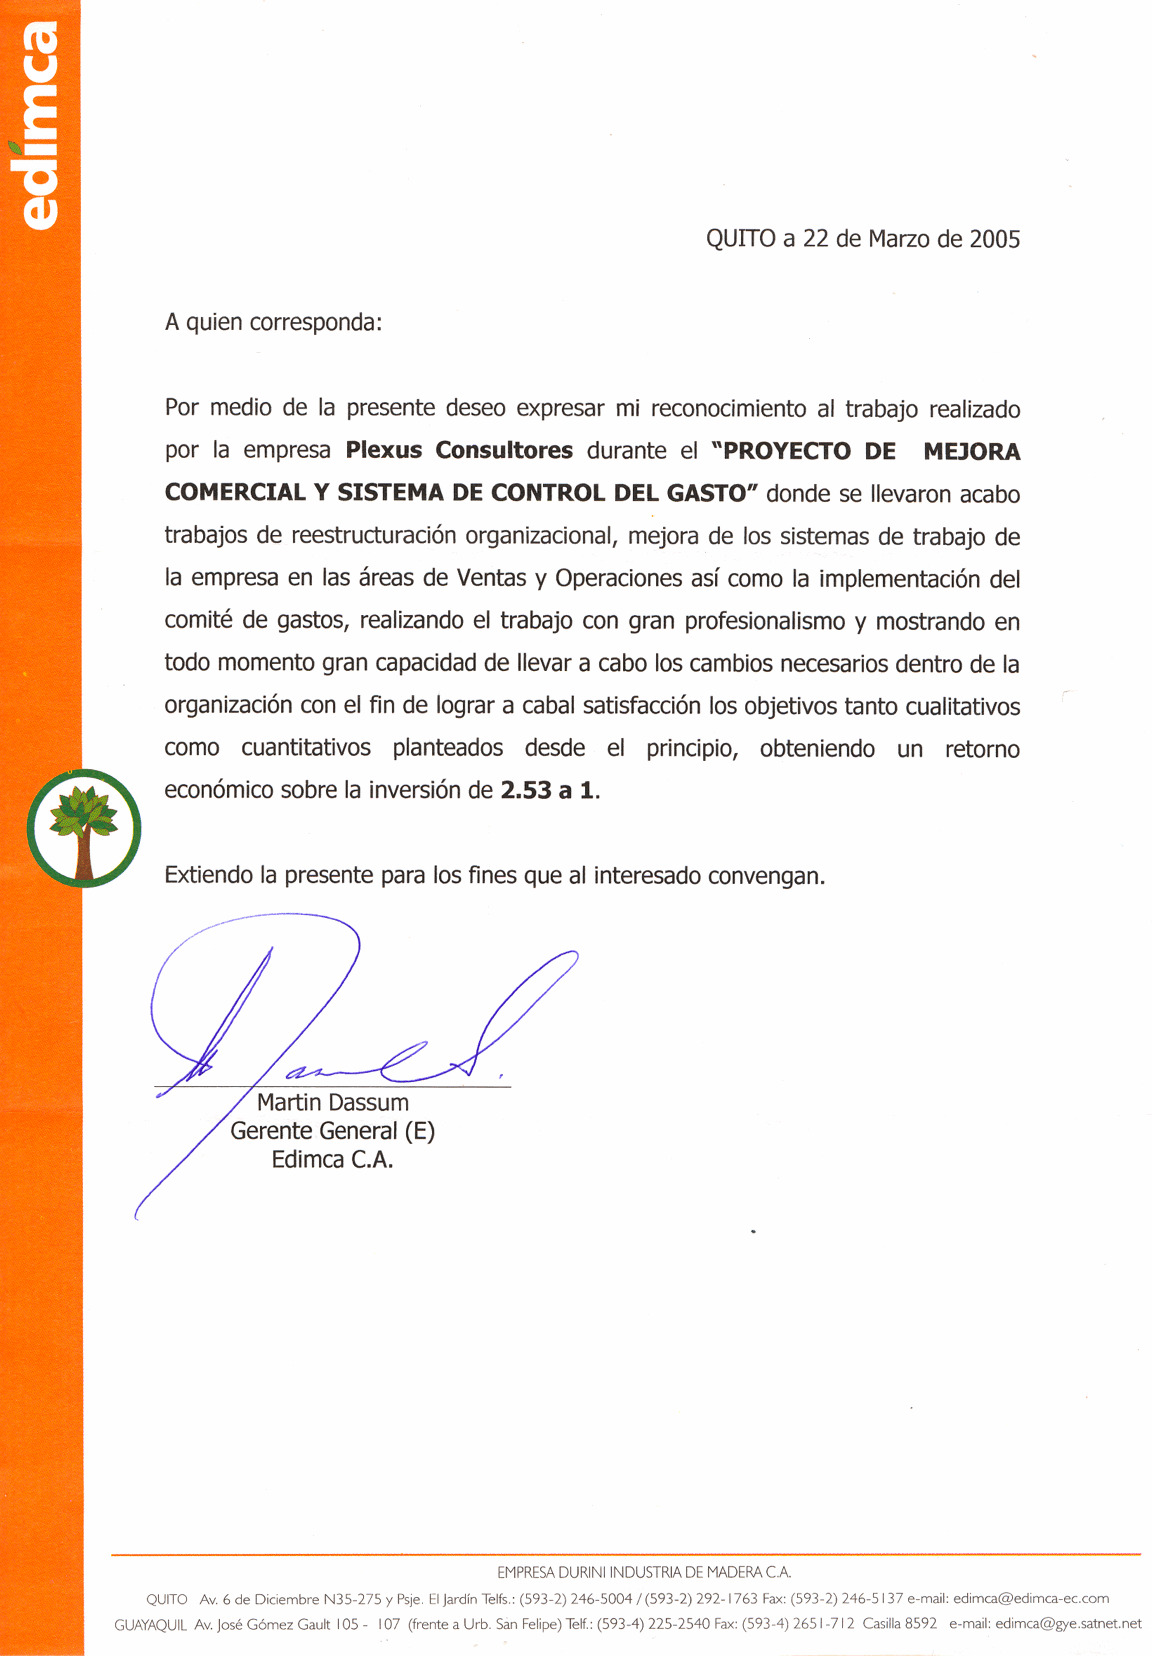 edimca
QUITO a 22 de Marzo de 2005
A quien corresponda:
Por medio de la presente deseo expresar mi reconocimiento al trabajo realizado
por la empresa Plexus Consultores durante el "PROYECTO DE MEJORA
COMERCIAL Y SISTEMA DE CONTROL DEL GASTO" donde se llevaron acabo
trabajos de reestructuración organizacional, mejora de los sistemas de trabajo de
la empresa en las áreas de Ventas y Operaciones así como la implementación del
comité de gastos, realizando el trabajo con gran profesionalismo y mostrando en
todo momento gran capacidad de llevar a cabo los cambios necesarios dentro de la
organización con el fin de lograr a cabal satisfacción los objetivos tanto cualitativos
como cuantitativos planteados desde el principio, obteniendo un retorno
económico sobre la inversión de 2.53 a 1.
Extiendo la presente para los fines que al interesado convengan.
Martin Dassum
Gerente General (E)
Edimca C.A.
EMPRESA DURINI INDUSTRIA DE MADERA C.A.
QUITO Av. 6 de Diciembre N35-275 y Psje. El Jardín Telfs.: (593-2) 246-5004 / (593-2) 292-1763 Fax: (593-2) 246-5137 e-mail: edimca@edimca-ec.com
GUAYAQUIL Av. José Gómez Gault 105 - 107 (frente a Urb. San Felipe) Telf.: (593-4) 225-2540 Fax: (593-4) 2651-712 Casilla 8592 e-mail: edimca@gye.satnet.net